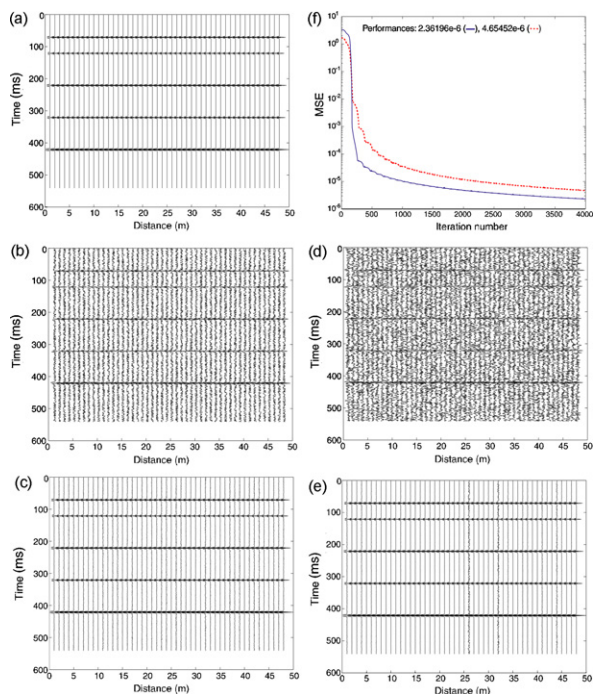 (a)
0
100
200
300
400
500
600
Time (ms)
0 5 10 15 20 25 30 35 40 45 50
Distance (m)
(f)
Performances: 2.36196e-6 (—), 4.65452e-6 (┅)
10¹
10⁰
10⁻¹
10⁻²
10⁻³
10⁻⁴
10⁻⁵
10⁻⁶
MSE
0 500 1000 1500 2000 2500 3000 3500 4000
Iteration number
(b)
0
100
200
300
400
500
600
Time (ms)
0 5 10 15 20 25 30 35 40 45 50
Distance (m)
(d)
0
100
200
300
400
500
600
Time (ms)
0 5 10 15 20 25 30 35 40 45 50
Distance (m)
(c)
0
100
200
300
400
500
600
Time (ms)
0 5 10 15 20 25 30 35 40 45 50
Distance (m)
(e)
0
100
200
300
400
500
600
Time (ms)
0 5 10 15 20 25 30 35 40 45 50
Distance (m)